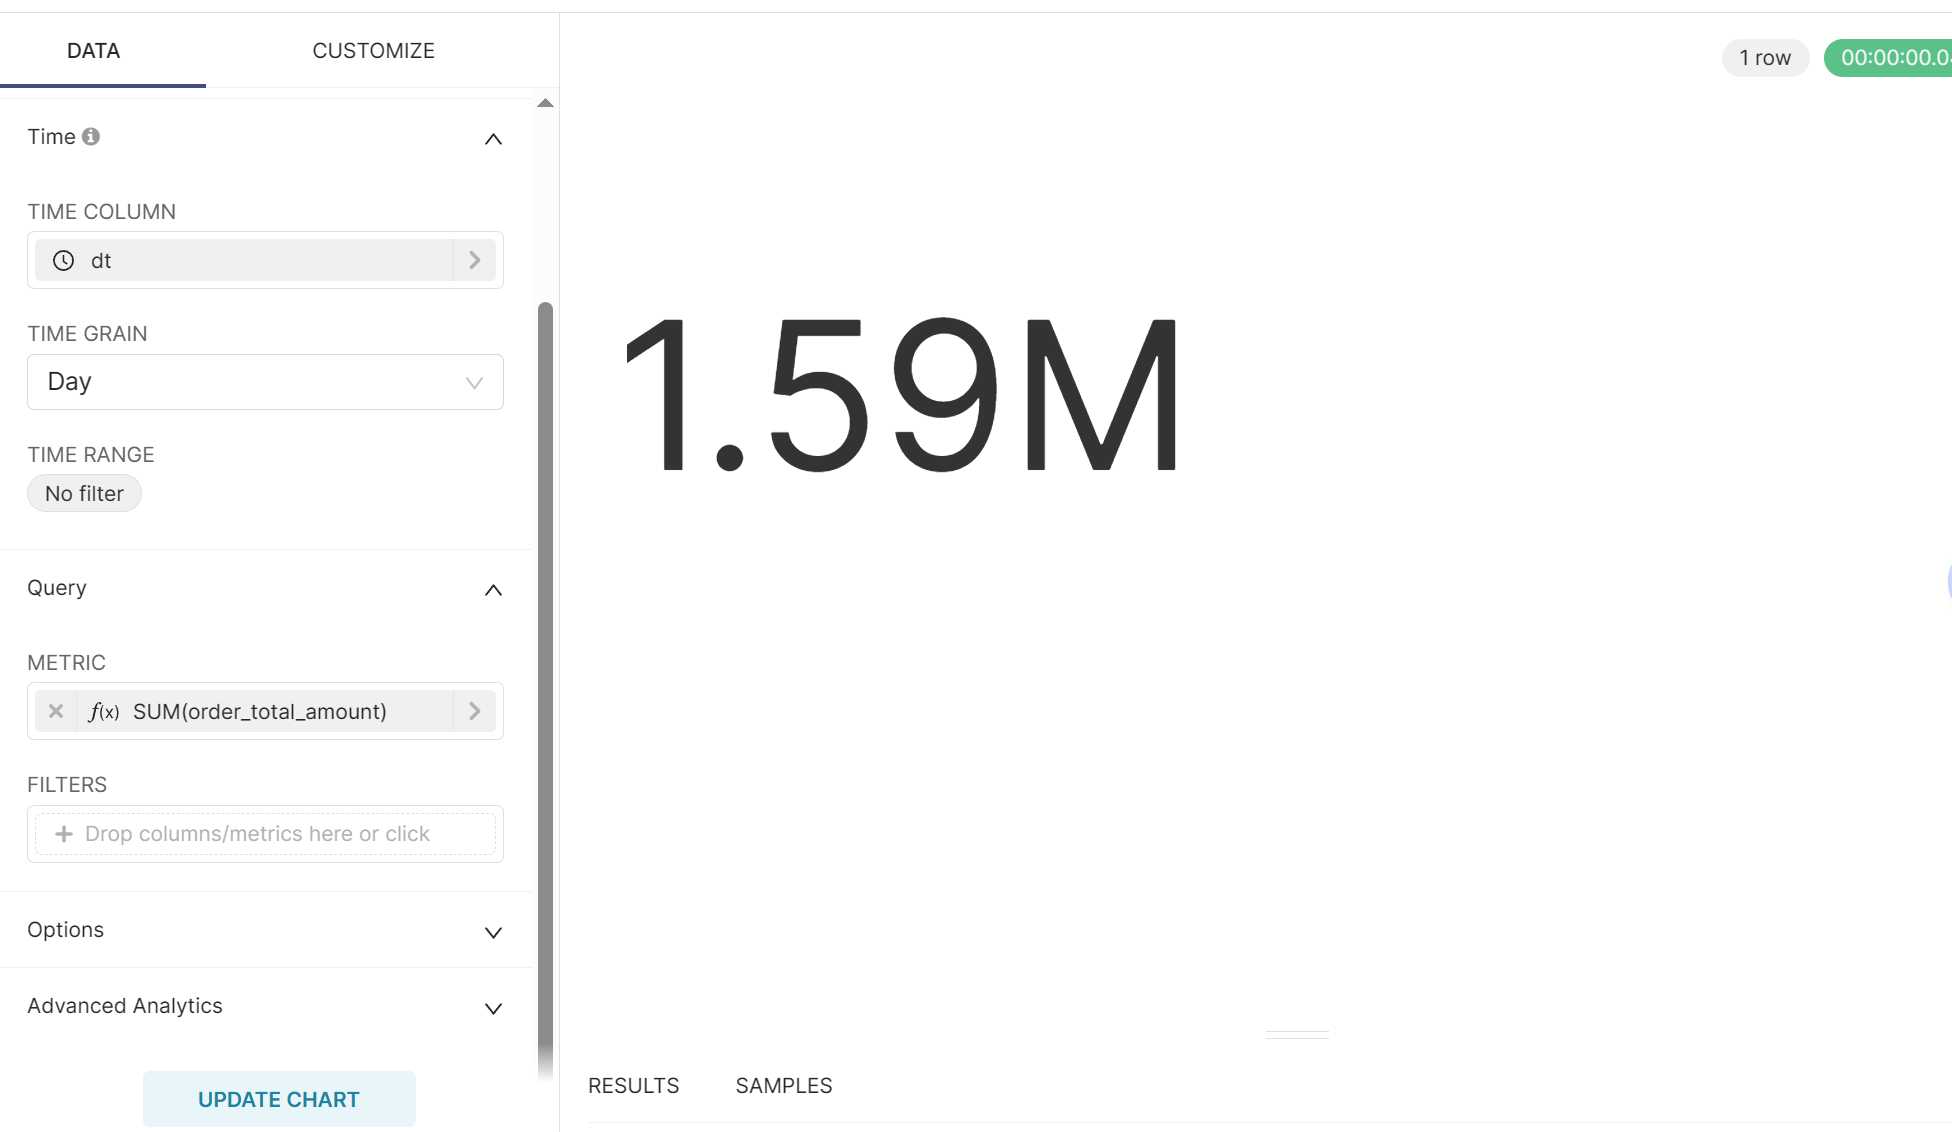 DATA
CUSTOMIZE
Time
TIME COLUMN
dt
TIME GRAIN
Day
TIME RANGE
No filter
Query
METRIC
f(x) SUM(order_total_amount)
FILTERS
+ Drop columns/metrics here or click
Options
Advanced Analytics
UPDATE CHART
1 row
00:00:00.0
1.59M
RESULTS
SAMPLES